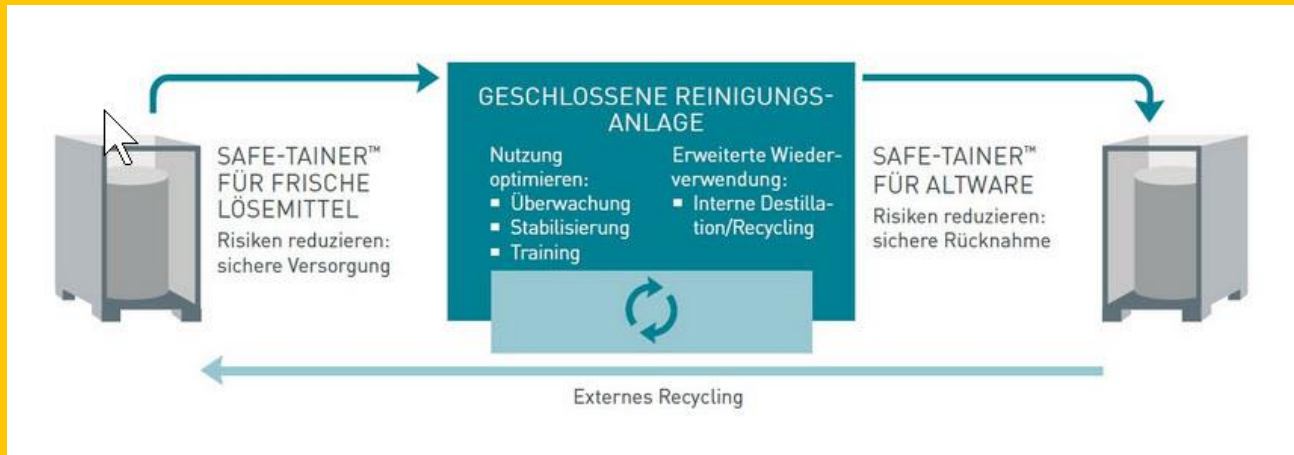 SAFE-TAINER™
FÜR FRISCHE
LÖSEMITTEL
Risiken reduzieren:
sichere Versorgung
GESCHLOSSENE REINIGUNGS-
ANLAGE
Nutzung
optimieren:
▪ Überwachung
▪ Stabilisierung
▪ Training
Erweiterte Wieder-
verwendung:
▪ Interne Destilla-
tion/Recycling
SAFE-TAINER™
FÜR ALTWARE
Risiken reduzieren:
sichere Rücknahme
Externes Recycling